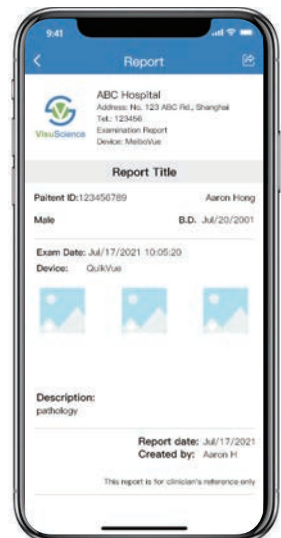 9:41
Report
VisuScience
ABC Hospital
Address: No. 123 ABC Rd., Shanghai
Tel.: 123456
Examination Report
Device: MeiboVue
Report Title
Paitent ID:123456789 Aaron Hong
Male B.D. Jul/20/2001
Exam Date: Jul/17/2021 10:05:20
Device: QuikVue
Description:
pathology
Report date: Jul/17/2021
Created by: Aaron H
This report is for clinician's reference only